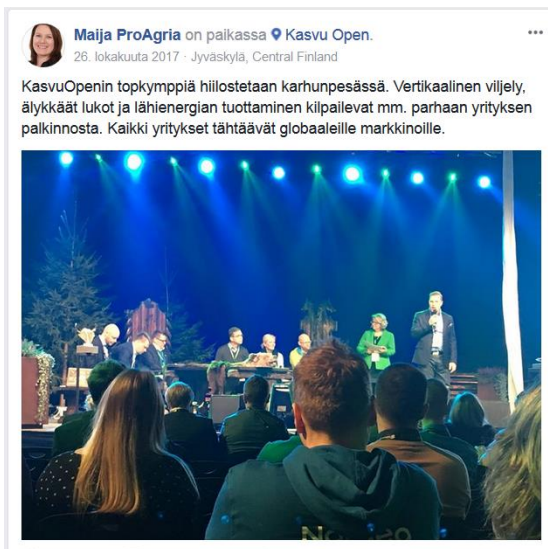 Maija ProAgria on paikassa Kasvu Open.
26. lokakuuta 2017 · Jyväskylä, Central Finland
KasvuOpenin topkymppiä hiilostetaan karhunpesässä. Vertikaalinen viljely,
älykkäät lukot ja lähienergian tuottaminen kilpailevat mm. parhaan yrityksen
palkinnosta. Kaikki yritykset tähtäävät globaaleille markkinoille.